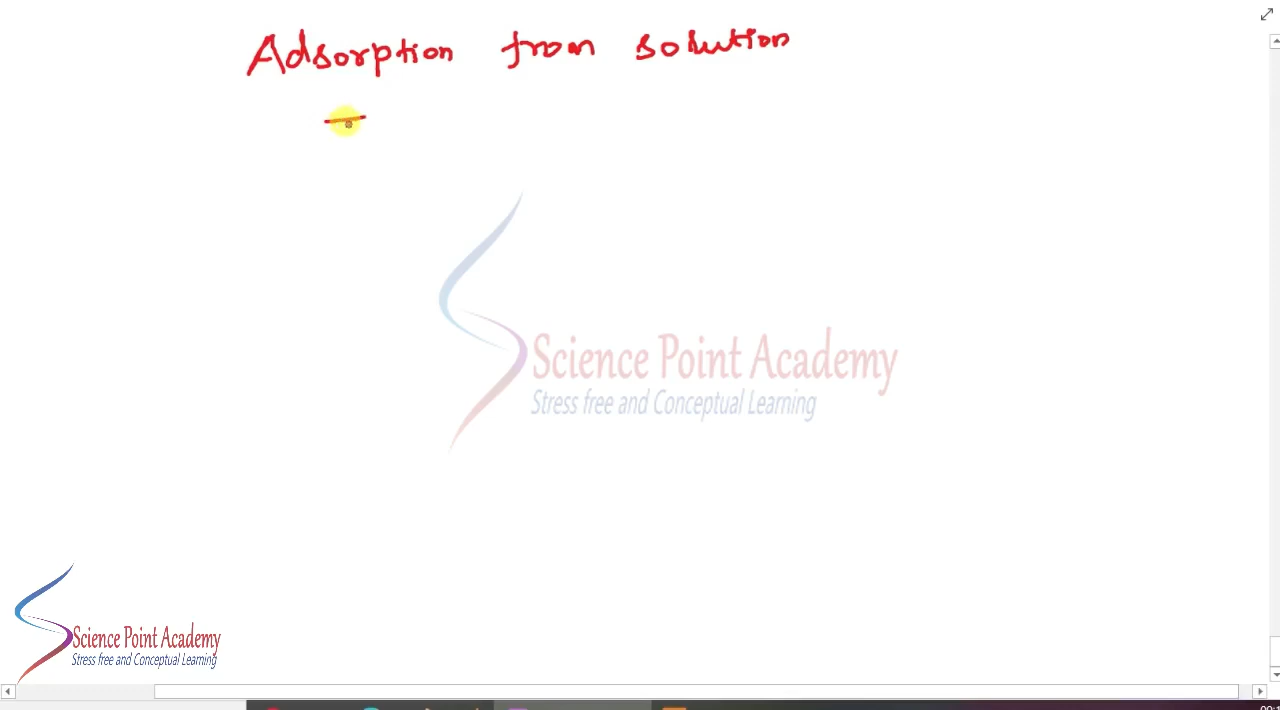 Adsorption from solution
Science Point Academy
Stress free and Conceptual Learning
Science Point Academy
Stress free and Conceptual Learning